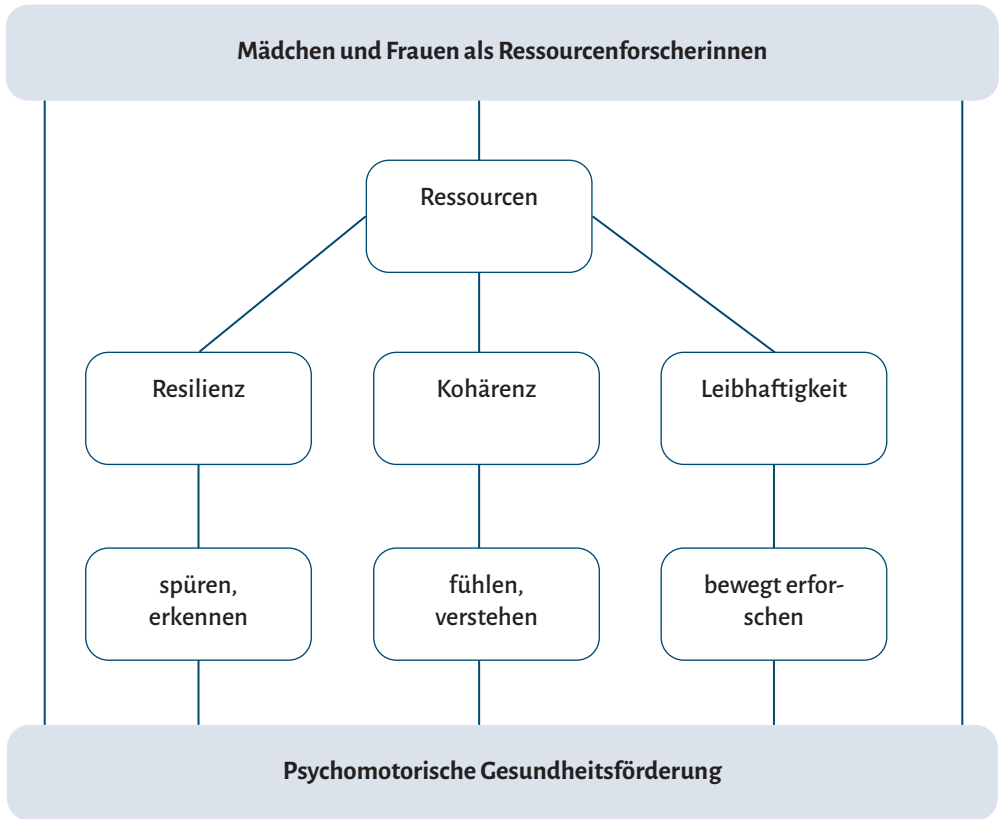 Mädchen und Frauen als Ressourcenforscherinnen
Ressourcen
Resilienz
Kohärenz
Leibhaftigkeit
spüren,
erkennen
fühlen,
verstehen
bewegt erfor-
schen
Psychomotorische Gesundheitsförderung